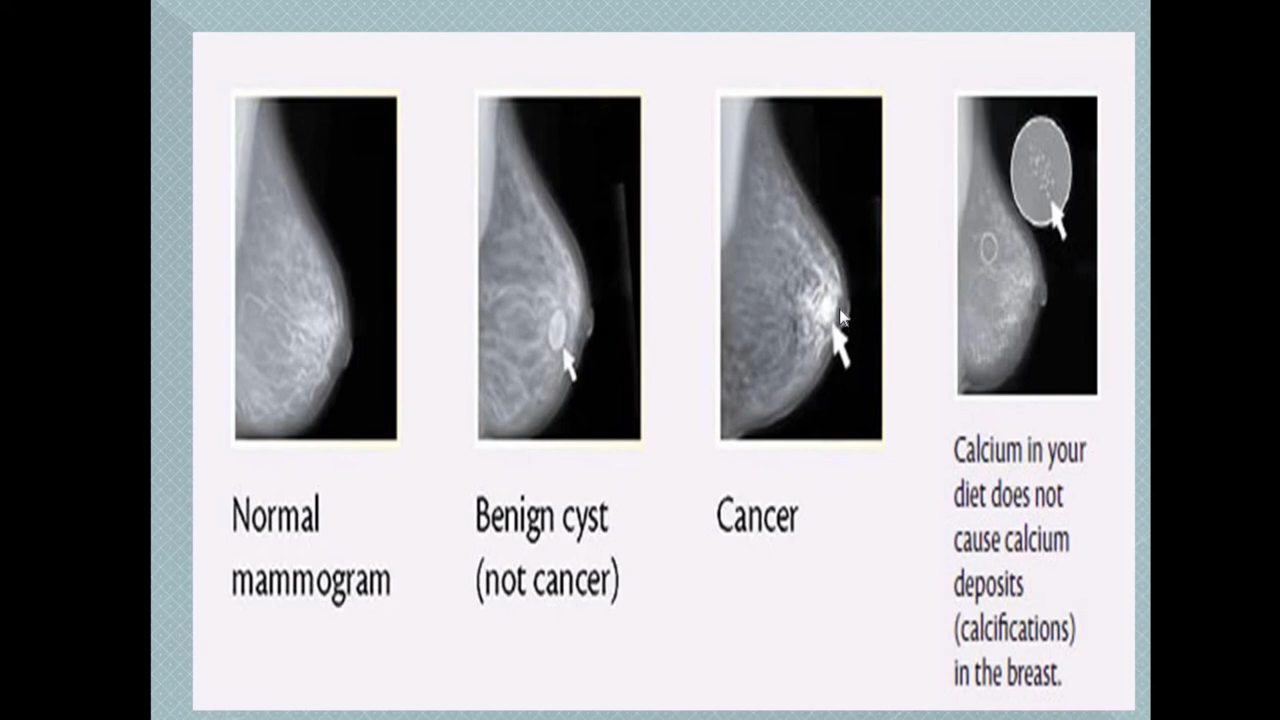 Normal
mammogram
Benign cyst
(not cancer)
Cancer
Calcium in your
diet does not
cause calcium
deposits
(calcifications)
in the breast.